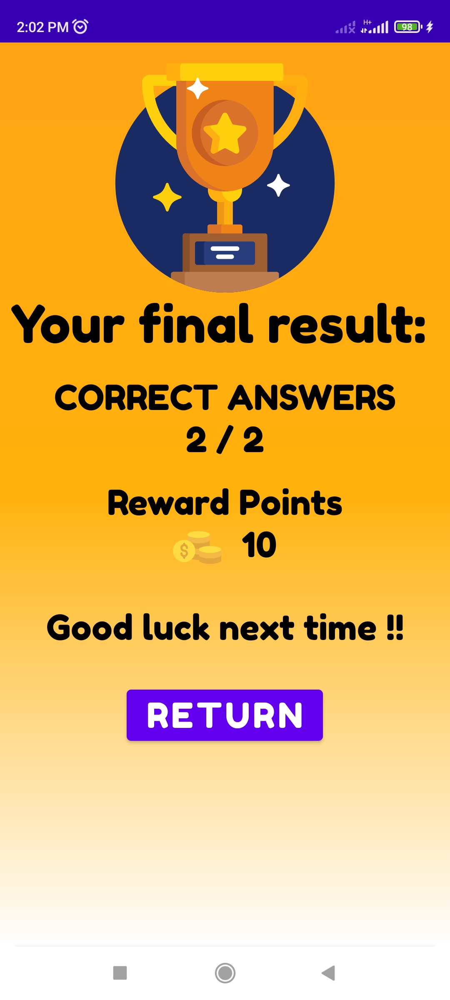 2:02 PM
H+
98
Your final result:
CORRECT ANSWERS
2 / 2
Reward Points
$
10
Good luck next time !!
RETURN